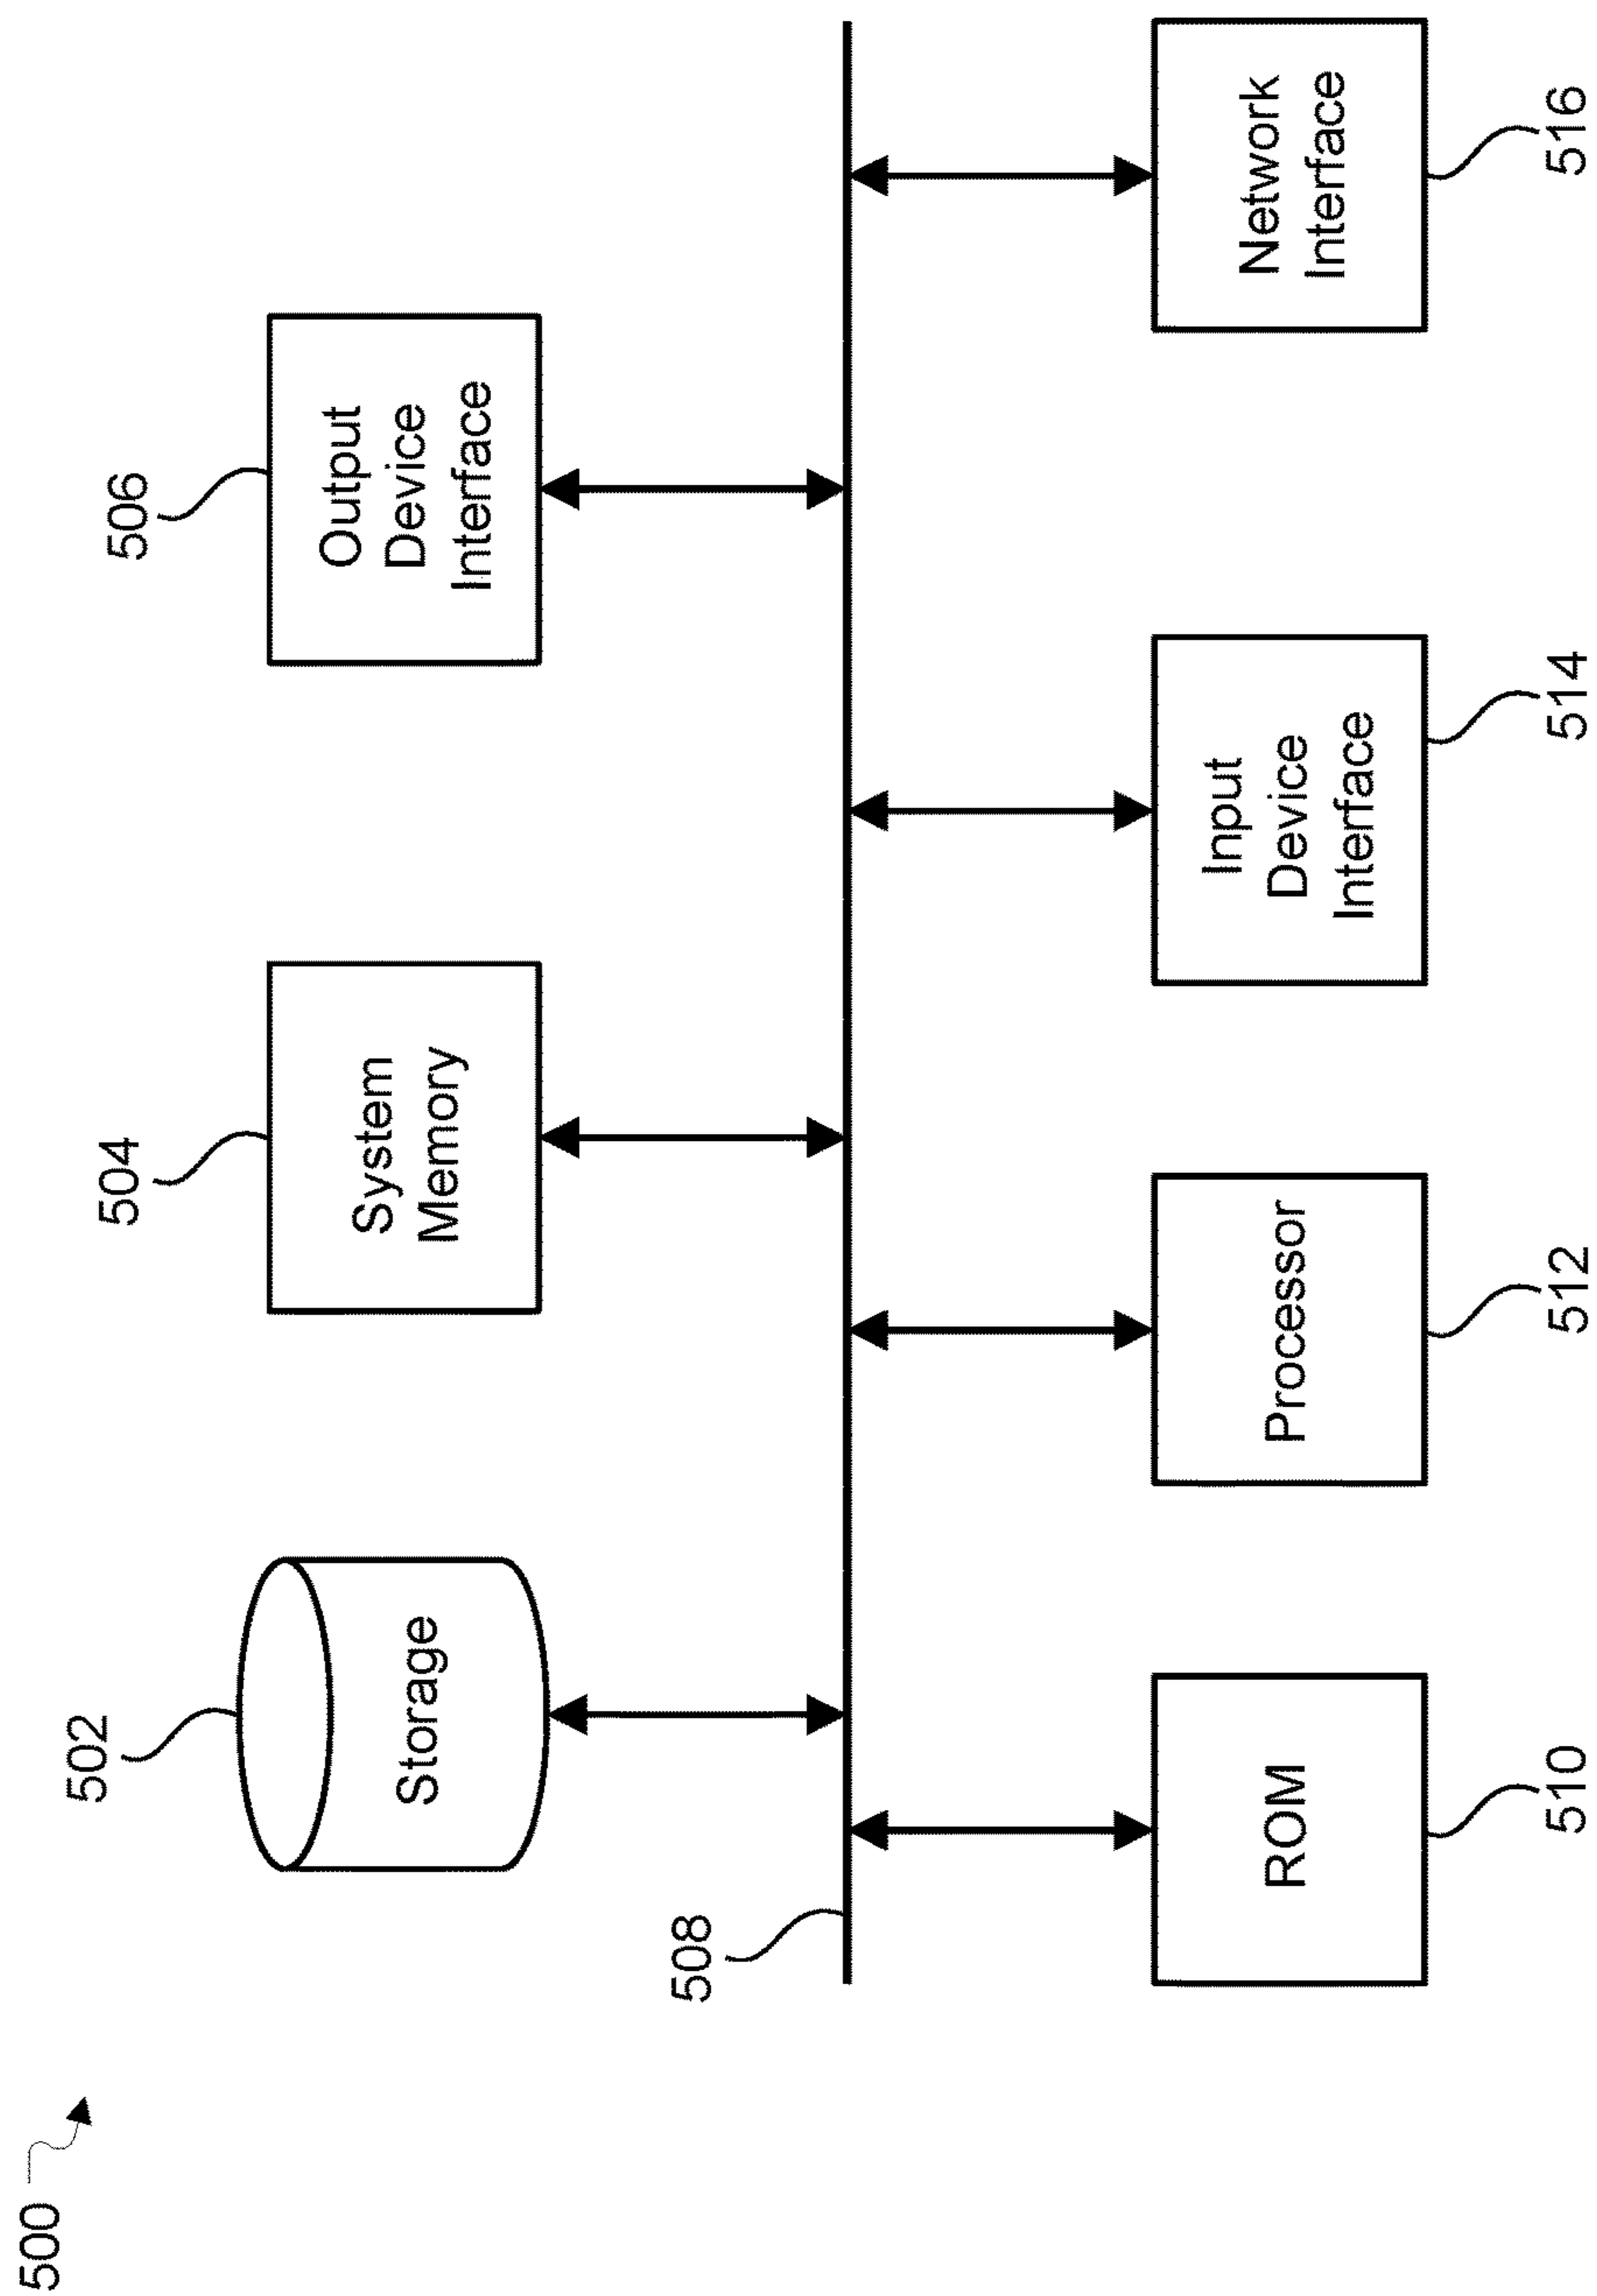 500
502
504
506
Storage
System
Memory
Output
Device
Interface
508
ROM
Processor
Input
Device
Interface
Network
Interface
510
512
514
516